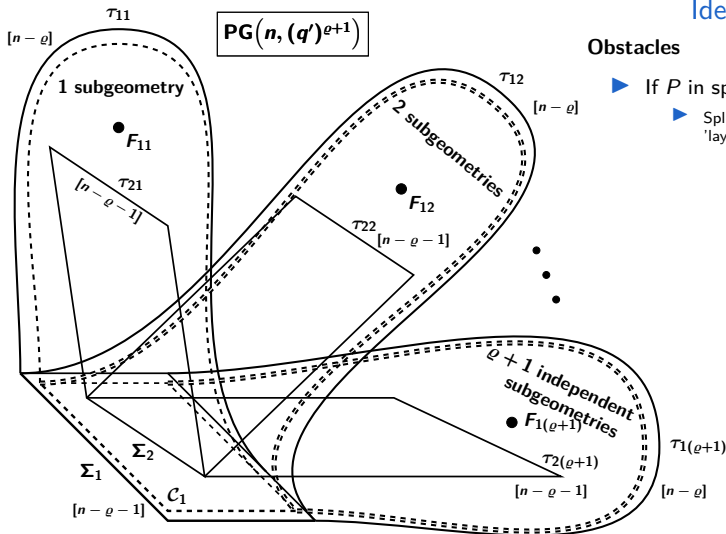 Ide
PG(n, (q′)^{ϱ+1})
Obstacles
If P in sp
Spl
'lay
τ₁₁
[n − ϱ]
1 subgeometry
F₁₁
τ₂₁
[n − ϱ − 1]
τ₁₂
[n − ϱ]
2 subgeometries
F₁₂
τ₂₂
[n − ϱ − 1]
ϱ + 1 independent
subgeometries
F₁₍ϱ₊₁₎
τ₁₍ϱ₊₁₎
[n − ϱ]
τ₂₍ϱ₊₁₎
[n − ϱ − 1]
Σ₂
Σ₁
C₁
[n − ϱ − 1]